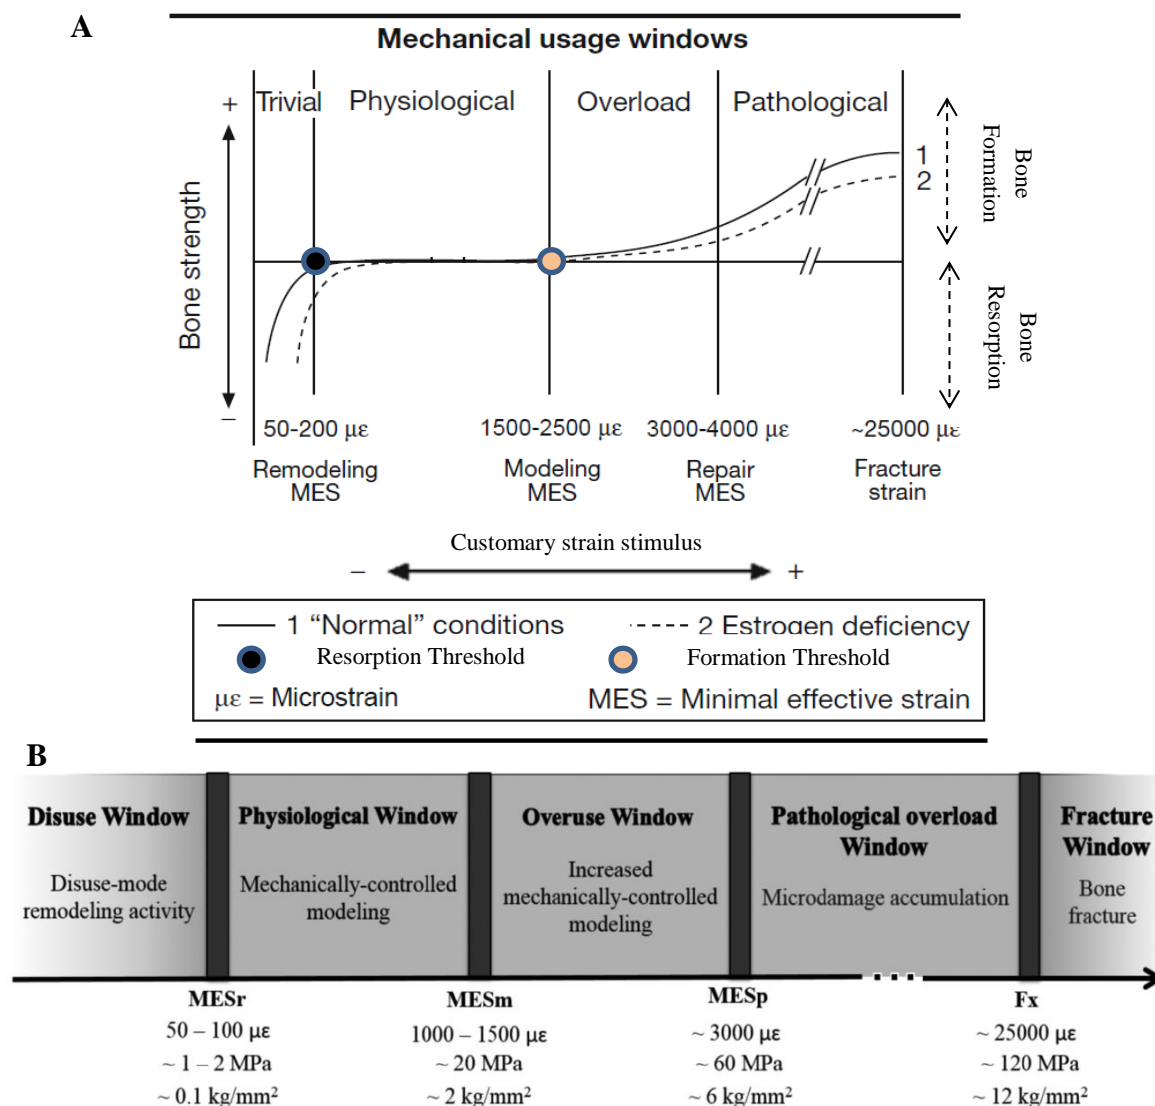 A
Mechanical usage windows
Trivial Physiological Overload Pathological
+
−
Bone strength
1
2
Bone
Formation
Bone
Resorption
50-200 µε 1500-2500 µε 3000-4000 µε ~25000 µε
Remodeling MES
Modeling MES
Repair MES
Fracture strain
Customary strain stimulus
− +
1 “Normal” conditions 2 Estrogen deficiency
Resorption Threshold Formation Threshold
µε = Microstrain MES = Minimal effective strain
B
Disuse Window
Disuse-mode
remodeling activity
Physiological Window
Mechanically-controlled
modeling
Overuse Window
Increased
mechanically-controlled
modeling
Pathological overload
Window
Microdamage accumulation
Fracture
Window
Bone
fracture
MESr
50 – 100 µε
~ 1 – 2 MPa
~ 0.1 kg/mm²
MESm
1000 – 1500 µε
~ 20 MPa
~ 2 kg/mm²
MESp
~ 3000 µε
~ 60 MPa
~ 6 kg/mm²
Fx
~ 25000 µε
~ 120 MPa
~ 12 kg/mm²